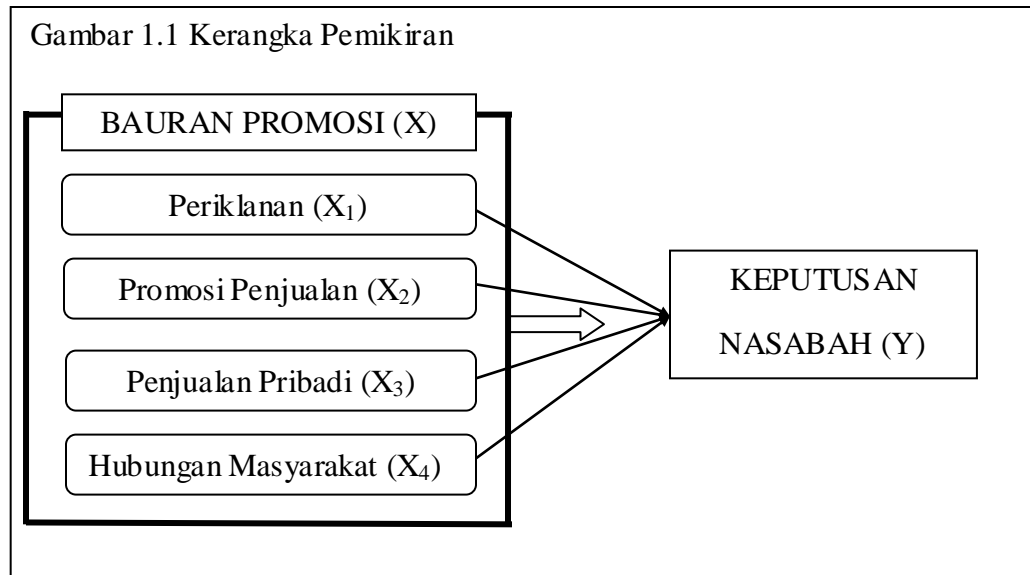 Gambar 1.1 Kerangka Pemikiran
BAURAN PROMOSI (X)
Periklanan (X₁)
Promosi Penjualan (X₂)
Penjualan Pribadi (X₃)
Hubungan Masyarakat (X₄)
KEPUTUSAN
NASABAH (Y)